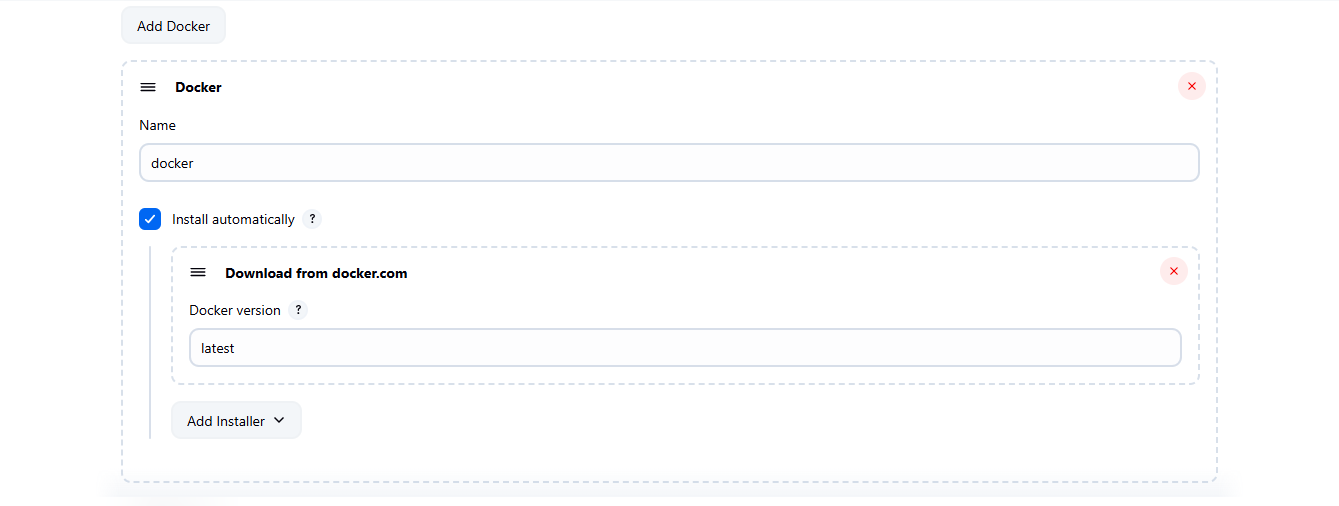 Add Docker
Docker
Name
docker
Install automatically ?
Download from docker.com
Docker version ?
latest
Add Installer